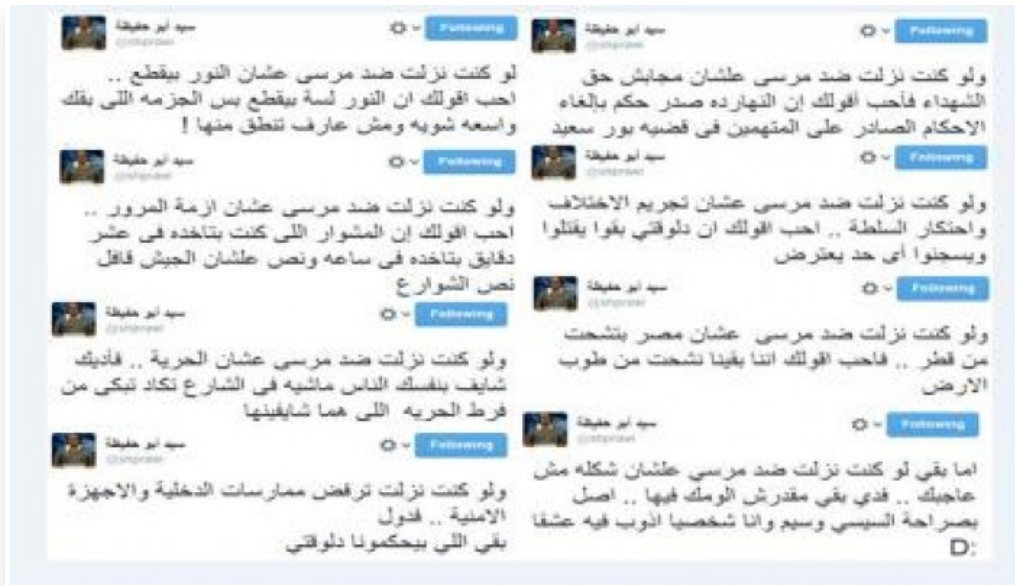 سيد أبو حفيظة
Following
لو كنت نزلت ضد مرسى عشان النور بيقطع ..
احب اقولك ان النور لسة بيقطع بس الجزمه اللى بقك
واسعه شويه ومش عارف تنطق منها !
سيد أبو حفيظة
Following
ولو كنت نزلت ضد مرسى عشان ازمة المرور ..
احب اقولك إن المشوار اللى كنت بتاخده فى عشر
دقايق بتاخده فى ساعه ونص علشان الجيش قافل
نص الشوارع
سيد أبو حفيظة
Following
ولو كنت نزلت ضد مرسى عشان الحرية .. فأديك
شايف بنفسك الناس ماشيه فى الشارع تكاد تبكى من
فرط الحريه اللى هما شايفينها
سيد أبو حفيظة
Following
ولو كنت نزلت ترفض ممارسات الدخلية والاجهزة
الامنية .. فدول
بقي اللي بيحكمونا دلوقتي
سيد أبو حفيظة
Following
ولو كنت نزلت ضد مرسى علشان مجابش حق
الشهداء فأحب أقولك إن النهارده صدر حكم بإلغاء
الاحكام الصادر على المتهمين فى قضيه بور سعيد
سيد أبو حفيظة
Following
ولو كنت نزلت ضد مرسى عشان تجريم الاختلاف
واحتكار السلطة .. احب اقولك ان دلوقتي بقوا يقتلوا
ويسجنوا أى حد يعترض
سيد أبو حفيظة
Following
ولو كنت نزلت ضد مرسى عشان مصر بتشحت
من قطر .. فاحب اقولك اننا بقينا نشحت من طوب
الارض
سيد أبو حفيظة
Following
اما بقي لو كنت نزلت ضد مرسي علشان شكله مش
عاجبك .. فدي بقي مقدرش الومك فيها .. اصل
بصراحة السيسي وسيم وانا شخصيا اذوب فيه عشقا
:D